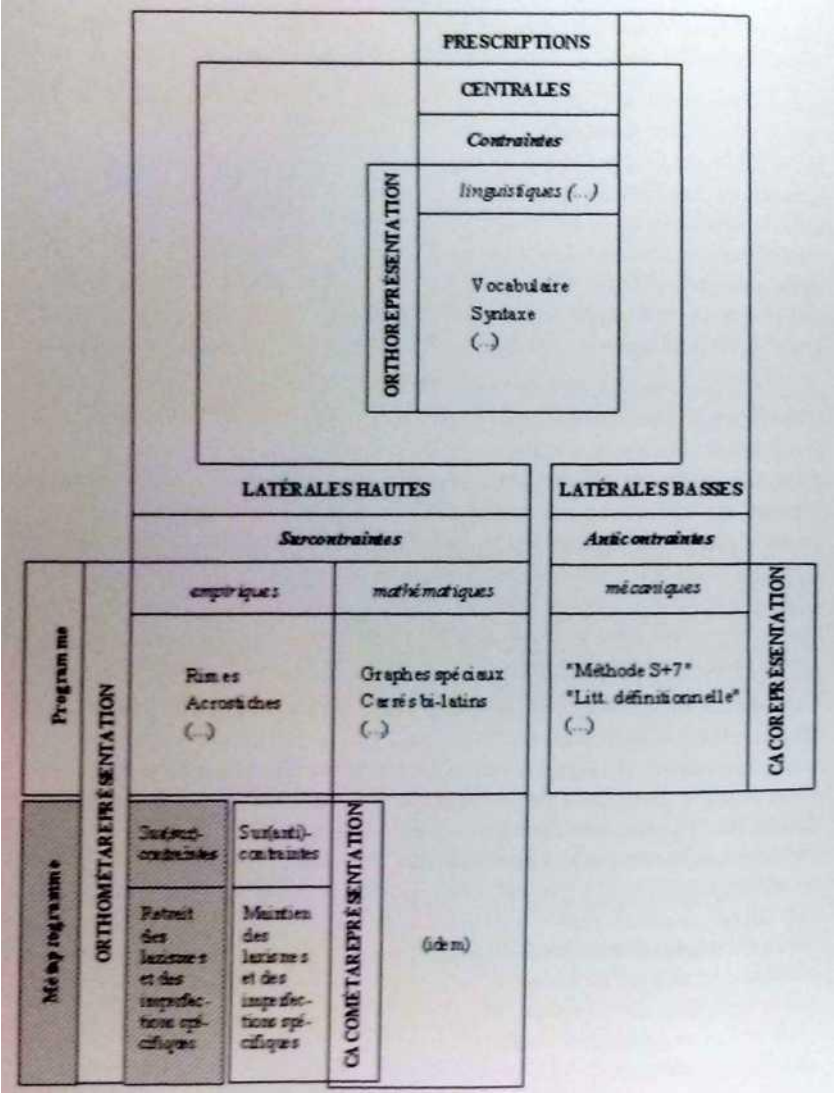 PRESCRIPTIONS
CENTRALES
Contraintes
ORTHOREPRÉSENTATION
linguistiques (...)
Vocabulaire
Syntaxe
(...)
LATÉRALES HAUTES
LATÉRALES BASSES
Surcontraintes
Anticontraintes
Programme
ORTHOMÉTAREPRÉSENTATION
empiriques
mathématiques
mécaniques
CACOREPRÉSENTATION
Rimes
Acrostiches
(...)
Graphes spéciaux
Carrés bi-latins
(...)
"Méthode S+7"
"Litt. définitionnelle"
(...)
Métaprogramme
Sur(sur)-
contraintes
Sur(anti)-
contraintes
CACOMÉTAREPRÉSENTATION
Retrait
des
laxismes
et des
imperfec-
tions spé-
cifiques
Maintien
des
laxismes
et des
imperfec-
tions spé-
cifiques
(idem)